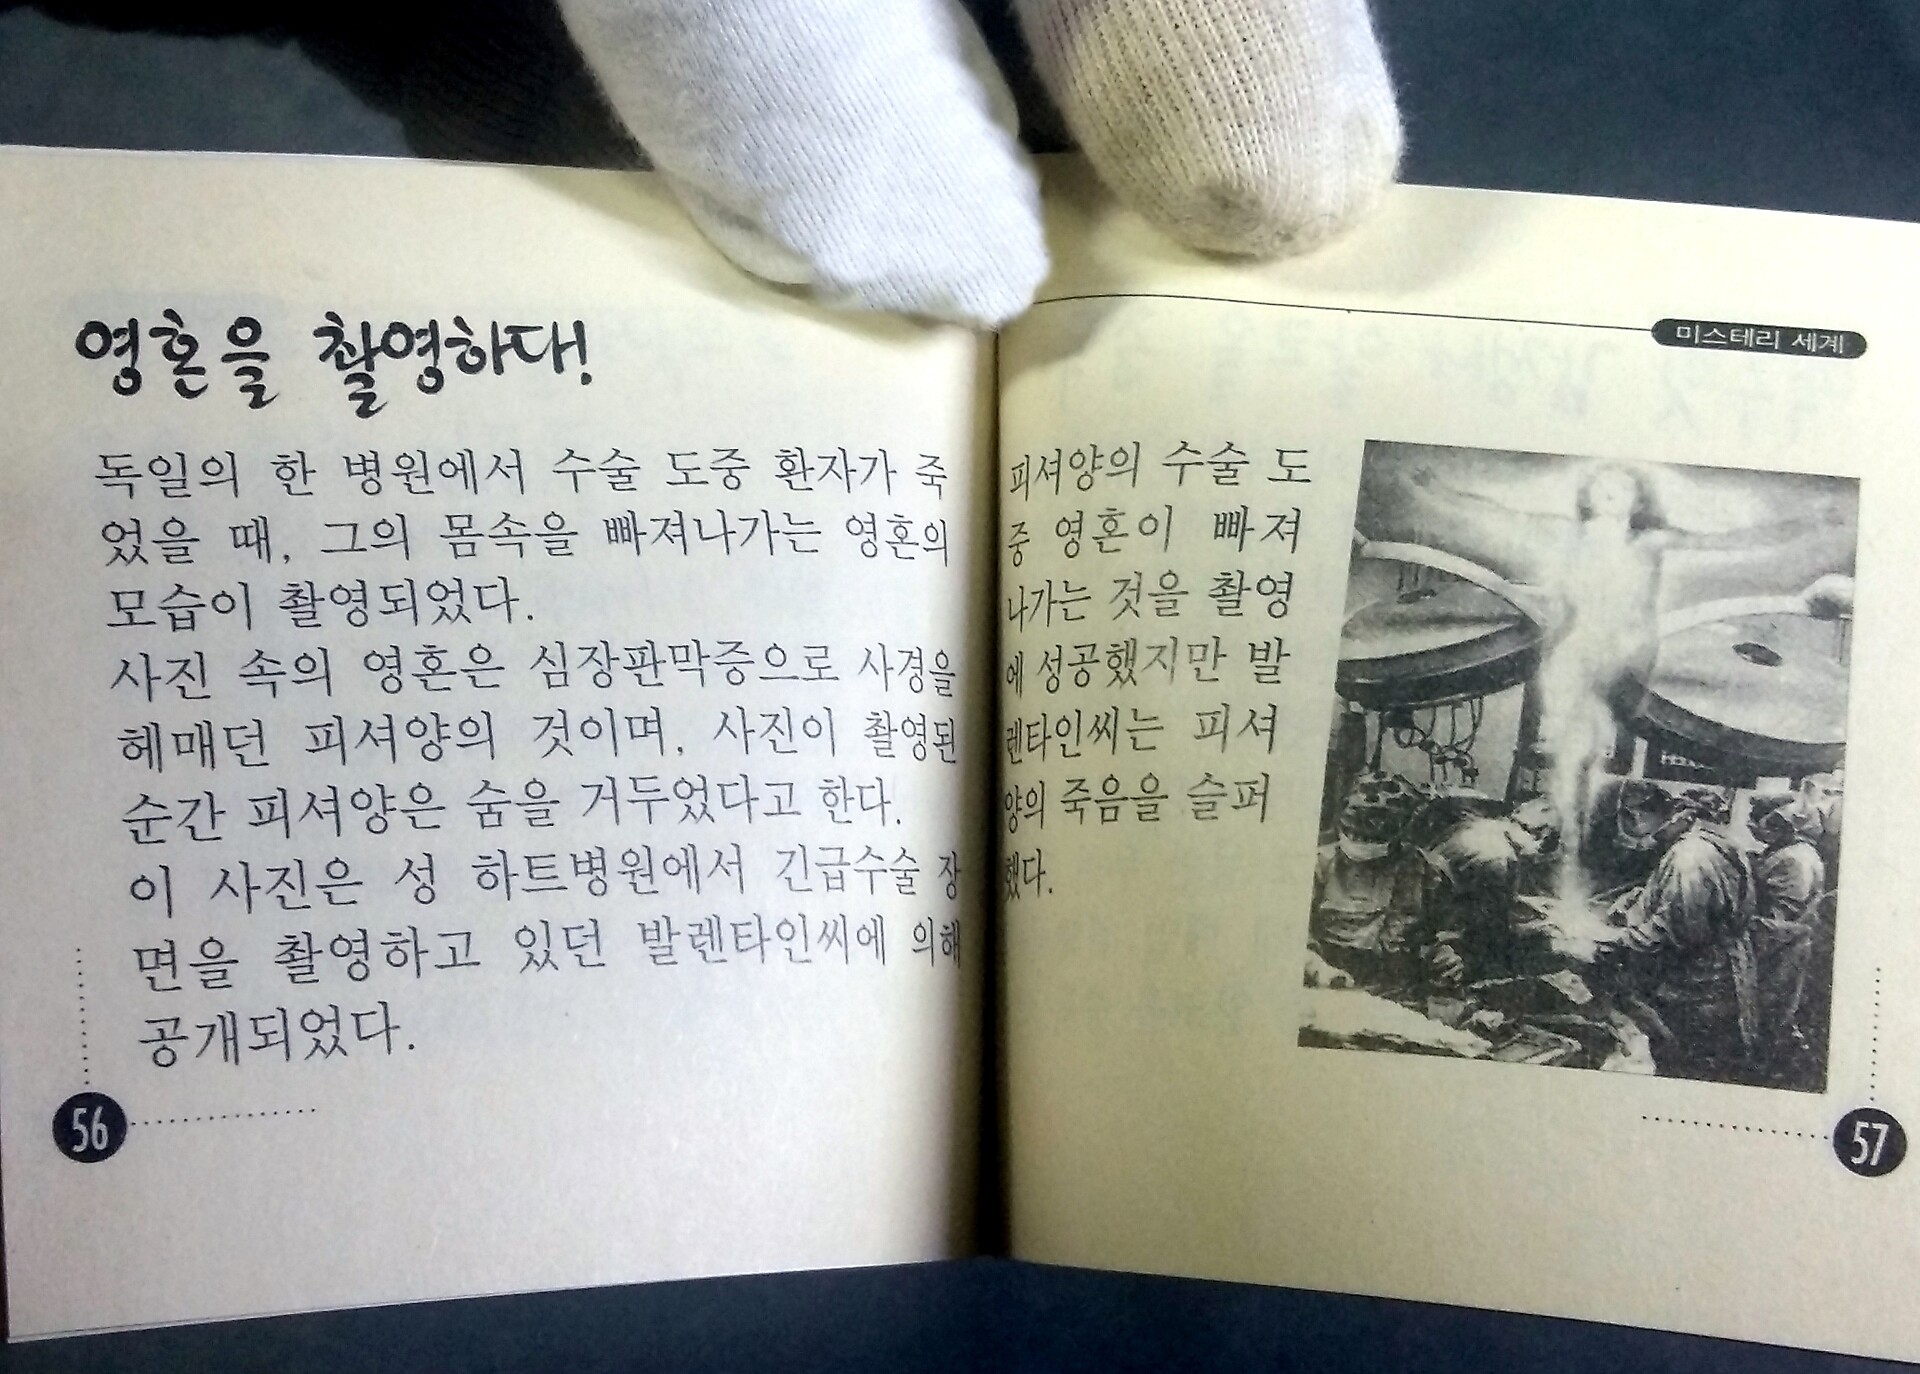 영혼을 촬영하다!
독일의 한 병원에서 수술 도중 환자가 죽
었을 때, 그의 몸속을 빠져나가는 영혼의
모습이 촬영되었다.
사진 속의 영혼은 심장판막증으로 사경을
헤매던 피셔양의 것이며, 사진이 촬영된
순간 피셔양은 숨을 거두었다고 한다.
이 사진은 성 하트병원에서 긴급수술 장
면을 촬영하고 있던 발렌타인씨에 의해
공개되었다.
56
미스테리 세계
피셔양의 수술 도
중 영혼이 빠져
나가는 것을 촬영
에 성공했지만 발
렌타인씨는 피셔
양의 죽음을 슬퍼
했다.
57